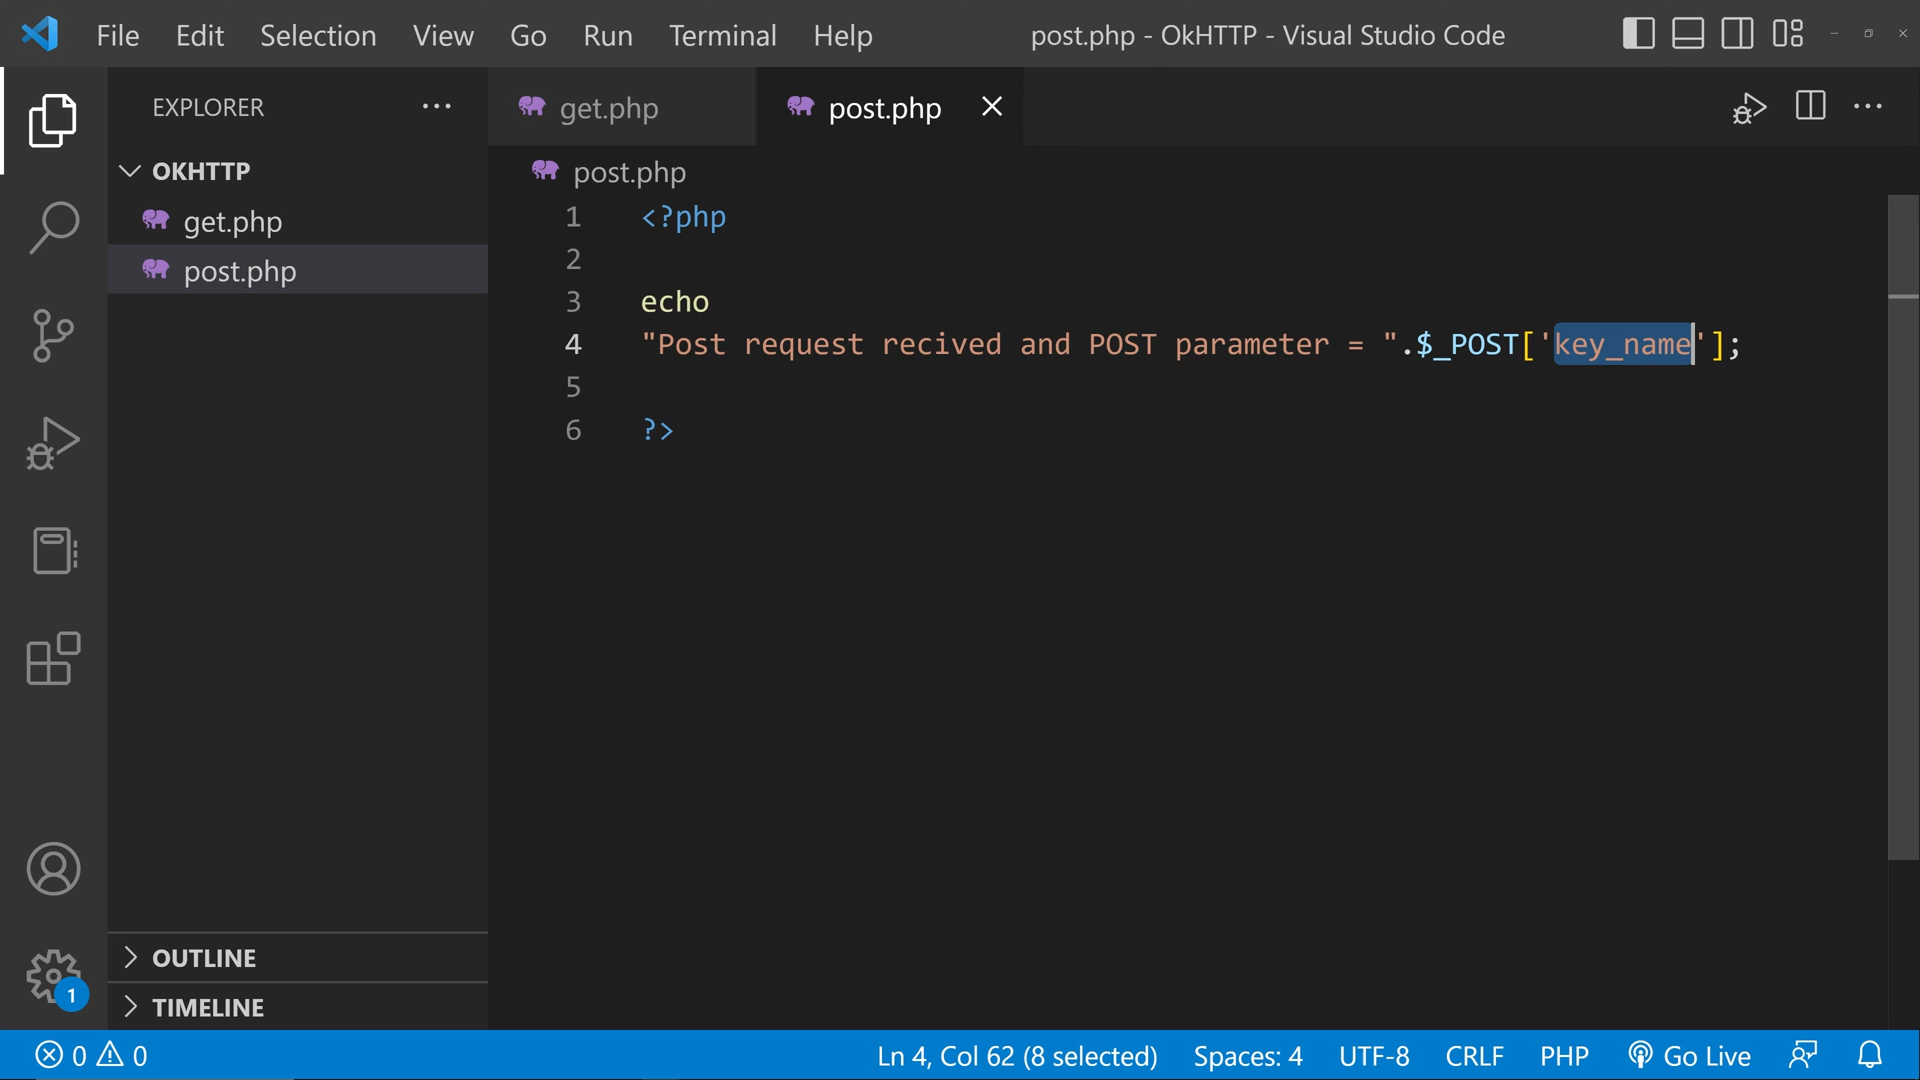 File Edit Selection View Go Run Terminal Help post.php - OkHTTP - Visual Studio Code
EXPLORER
OKHTTP
get.php
post.php
OUTLINE
TIMELINE
get.php post.php
post.php
1 <?php
2
3 echo
4 "Post request recived and POST parameter = ".$_POST['key_name'];
5
6 ?>
1
0 0 Ln 4, Col 62 (8 selected) Spaces: 4 UTF-8 CRLF PHP Go Live